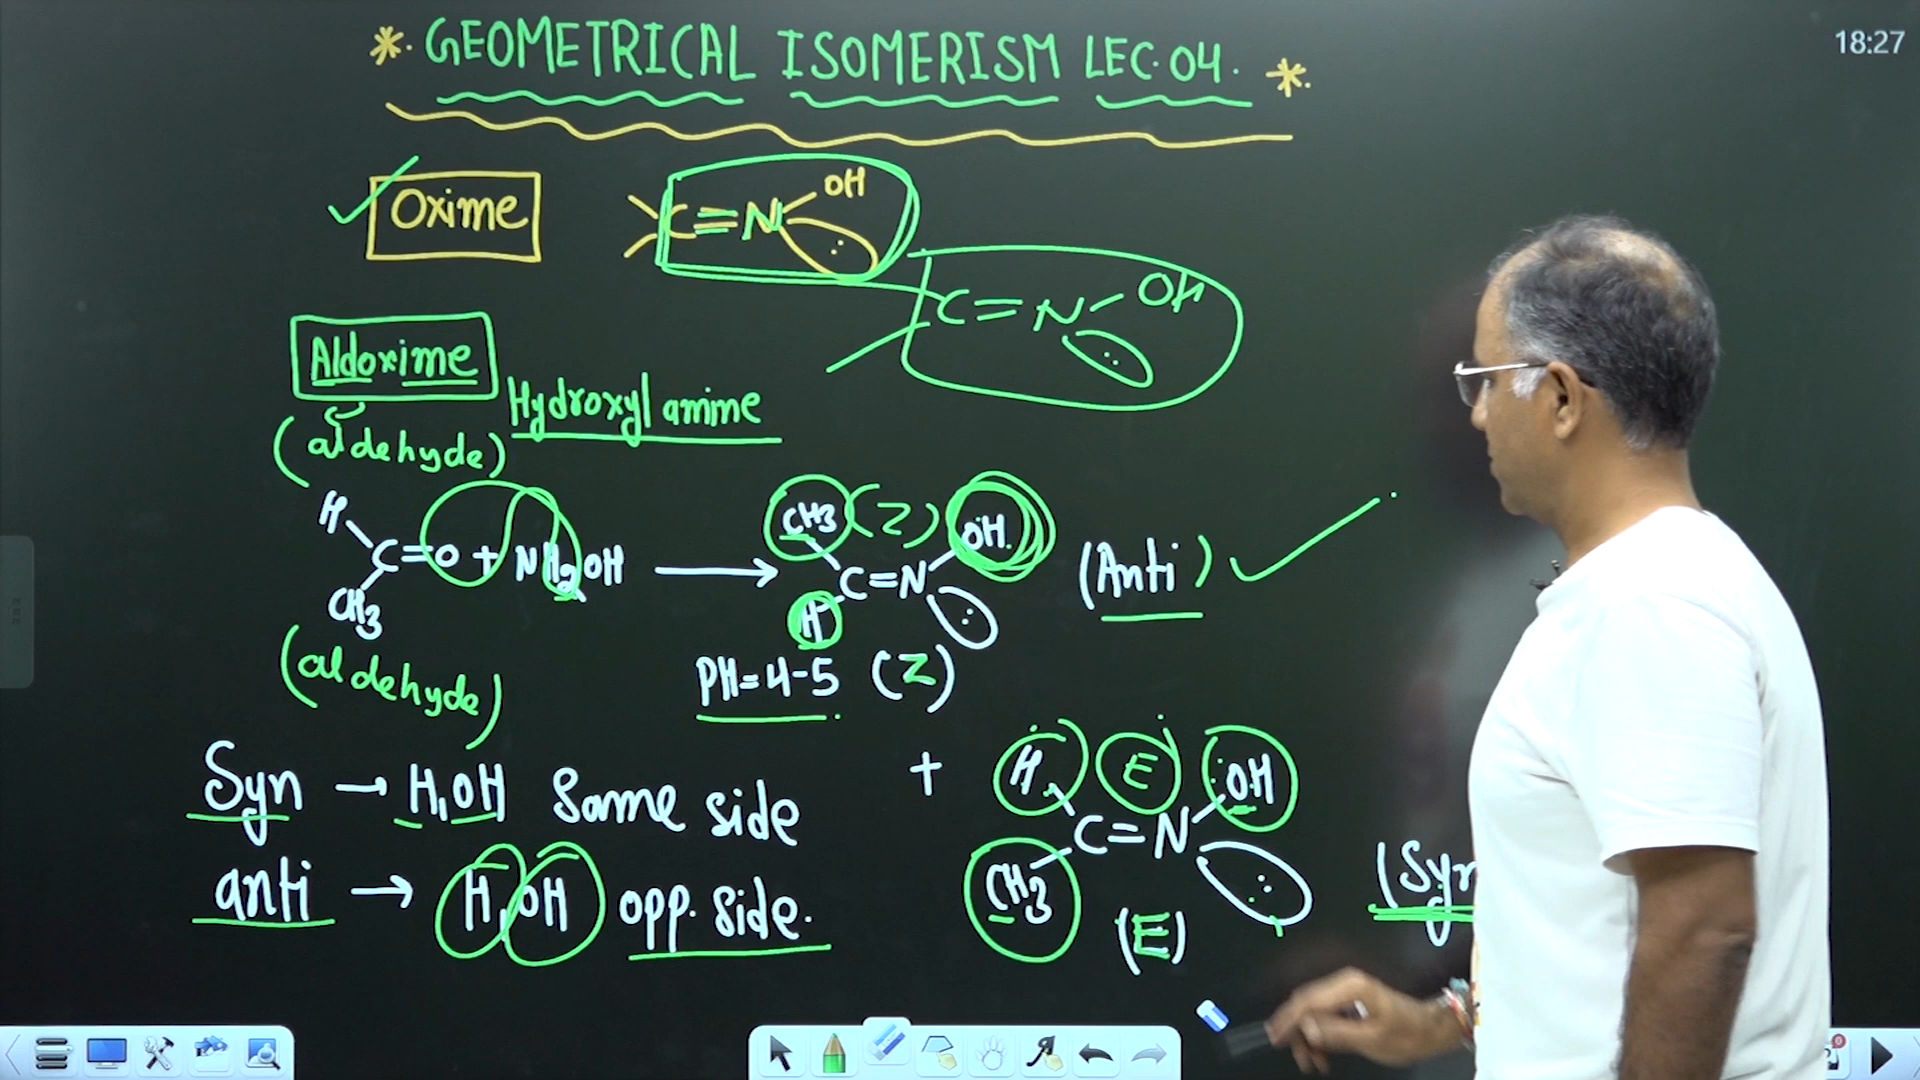 18:27
* GEOMETRICAL ISOMERISM LEC. 04. *
Oxime
C=N OH
C=N-OH
Aldoxime
Hydroxyl amine
(aldehyde)
H CH3 C=O + NH2OH → CH3 H C=N OH (Z) (Anti)
(aldehyde)
PH=4-5 (Z)
+ H CH3 C=N OH E (Syn
(E)
Syn → H, OH Same side
anti → H, OH opp. side.